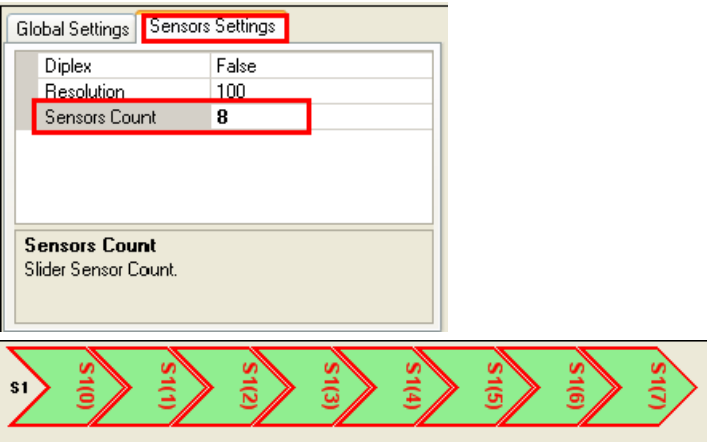 Global Settings Sensors Settings
Diplex False
Resolution 100
Sensors Count 8
Sensors Count
Slider Sensor Count.
S1 S1(0) S1(1) S1(2) S1(3) S1(4) S1(5) S1(6) S1(7)